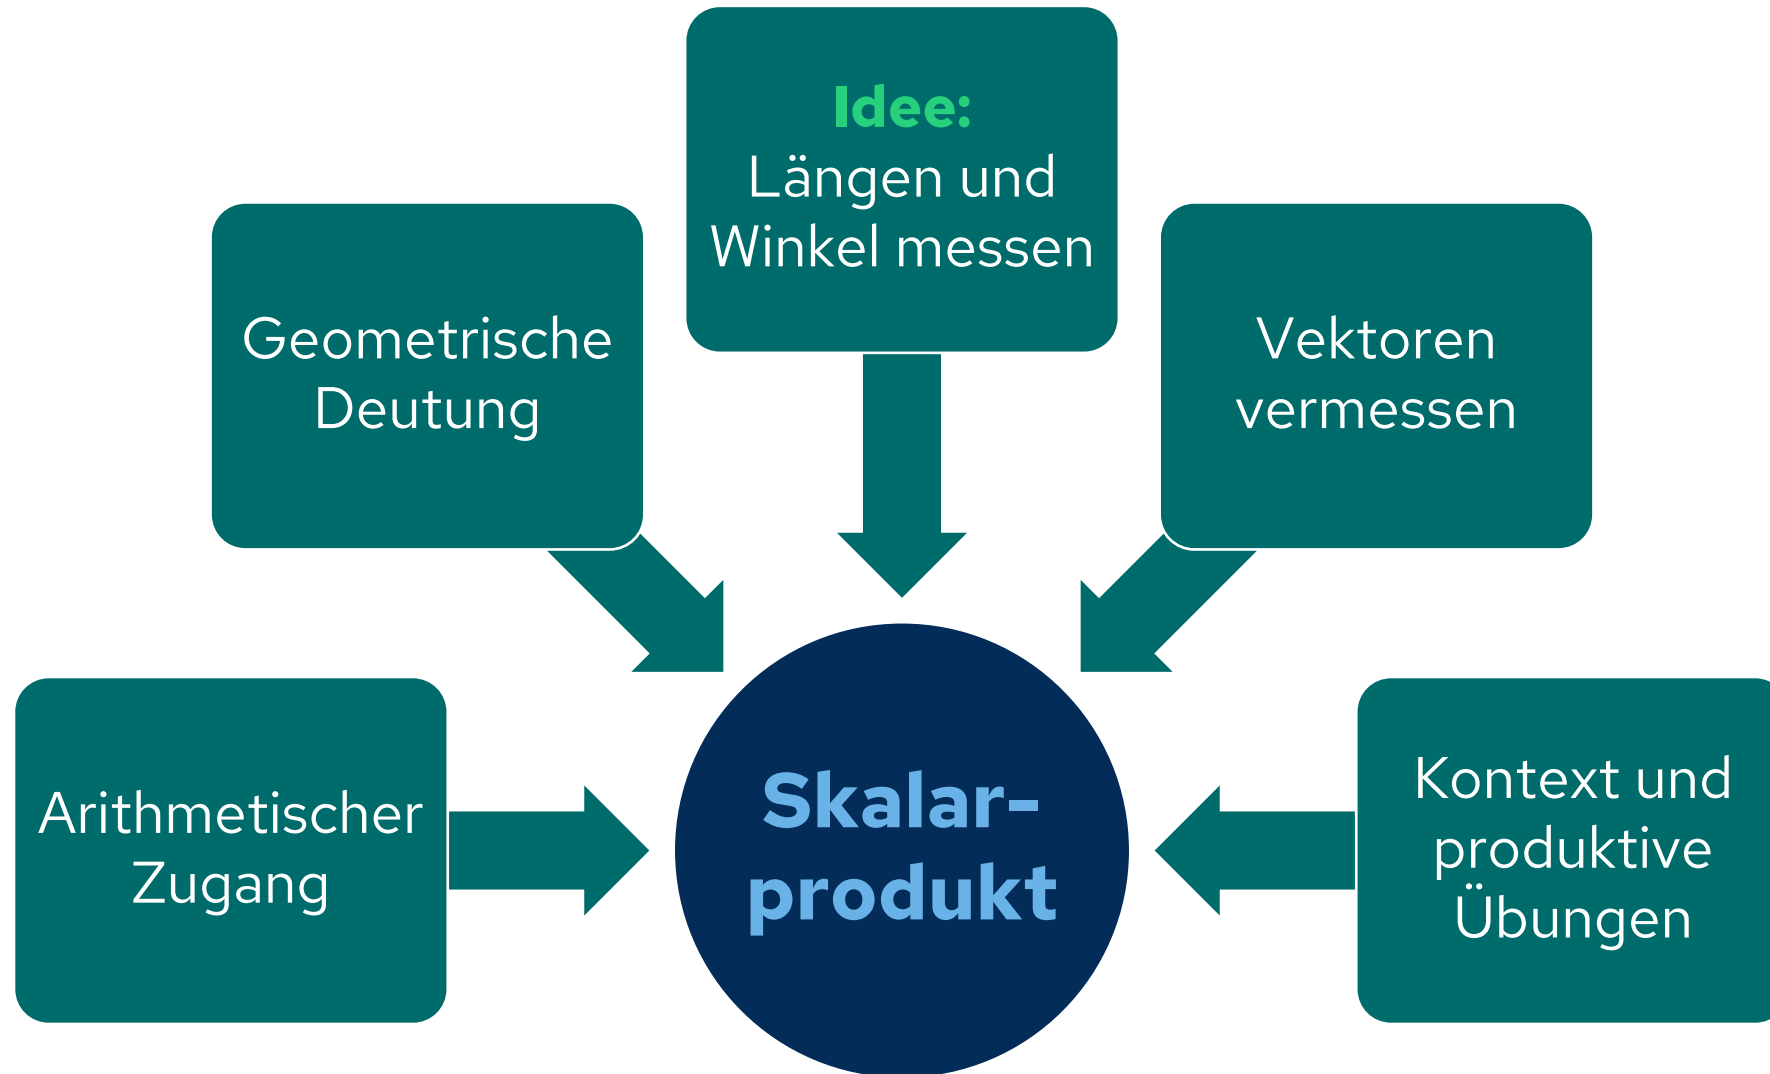 Idee:
Längen und
Winkel messen
Geometrische
Deutung
Vektoren
vermessen
Arithmetischer
Zugang
Skalar-
produkt
Kontext und
produktive
Übungen